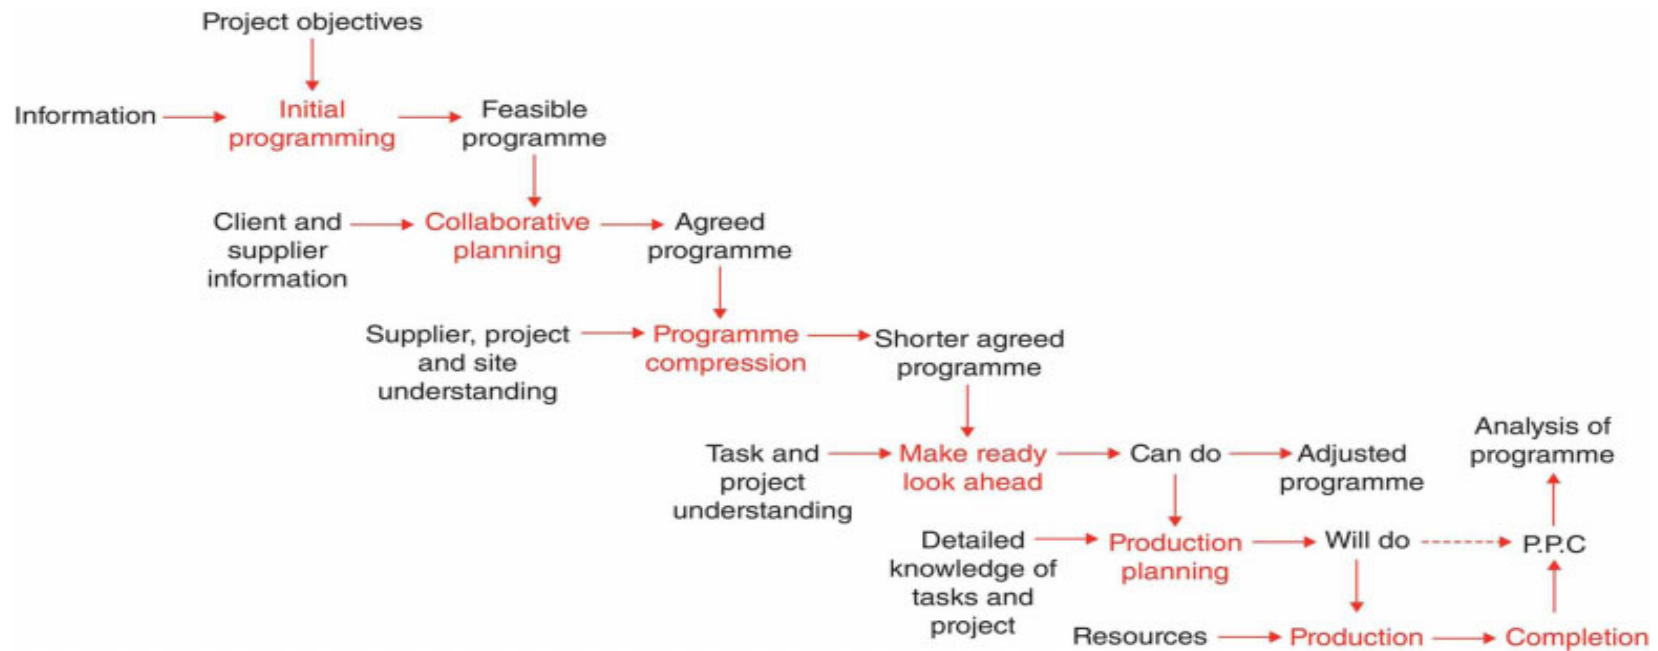 Project objectives
Information
Initial
programming
Feasible
programme
Client and
supplier
information
Collaborative
planning
Agreed
programme
Supplier, project
and site
understanding
Programme
compression
Shorter agreed
programme
Task and
project
understanding
Make ready
look ahead
Can do
Adjusted
programme
Analysis of
programme
Detailed
knowledge of
tasks and
project
Production
planning
Will do
P.P.C
Resources
Production
Completion